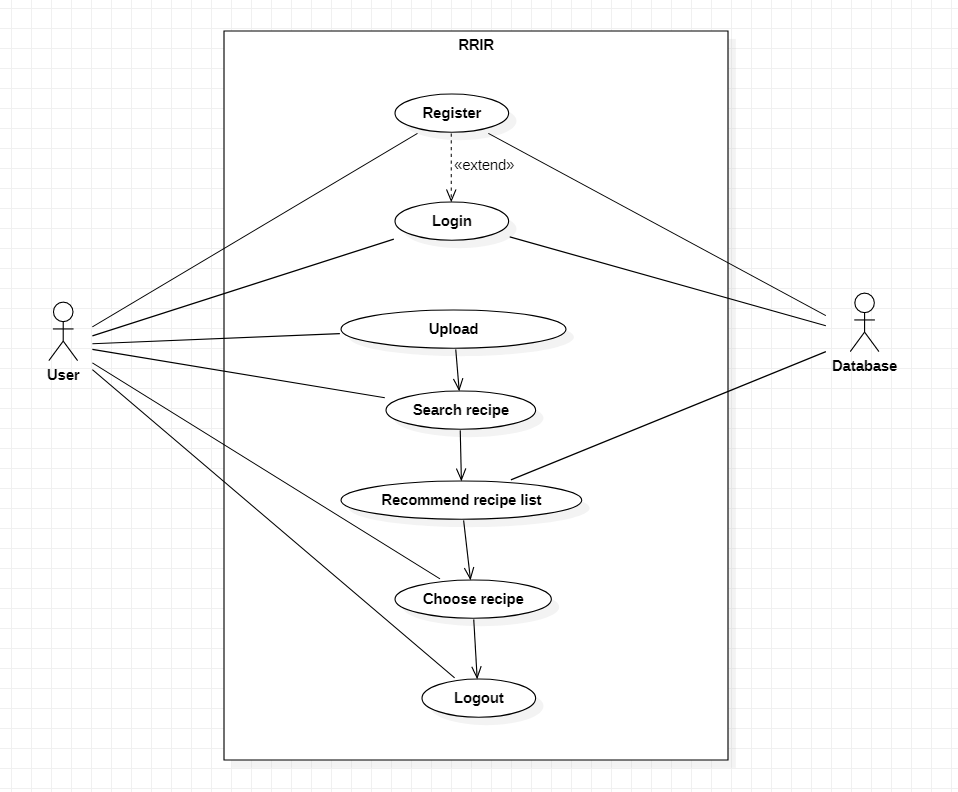 RRIR
Register
«extend»
Login
Upload
User
Database
Search recipe
Recommend recipe list
Choose recipe
Logout